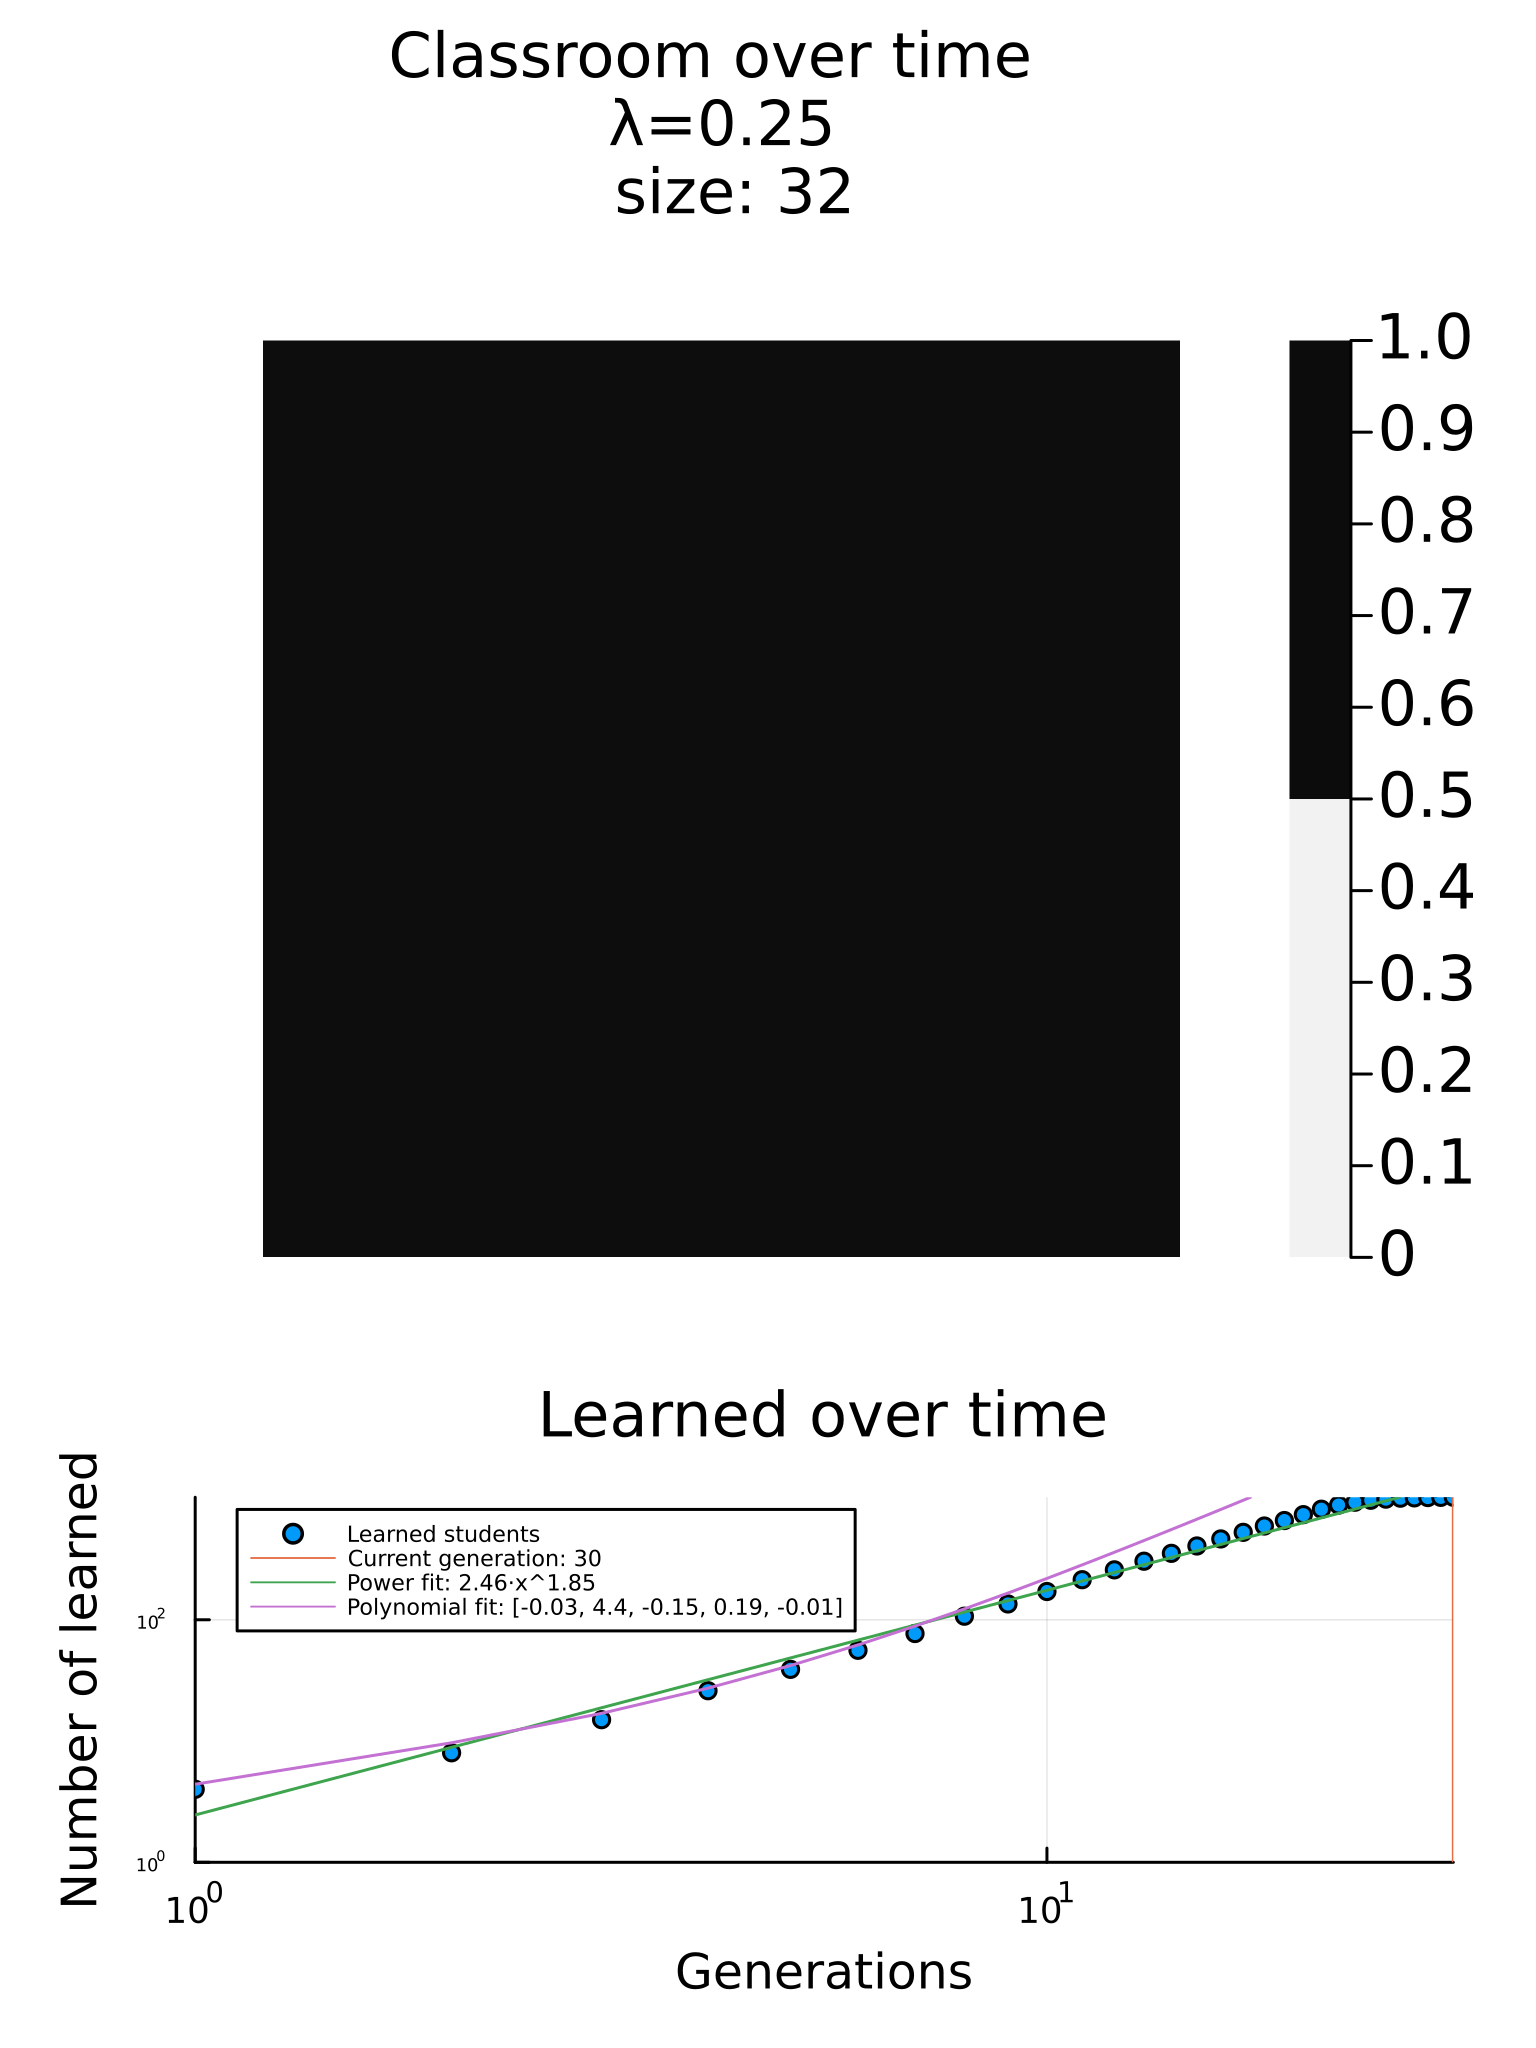 Classroom over time
λ=0.25
size: 32
1.0
0.9
0.8
0.7
0.6
0.5
0.4
0.3
0.2
0.1
0
Learned over time
Number of learned
Learned students
Current generation: 30
Power fit: 2.46·x^1.85
Polynomial fit: [-0.03, 4.4, -0.15, 0.19, -0.01]
10²
10⁰
10⁰ 10¹
Generations